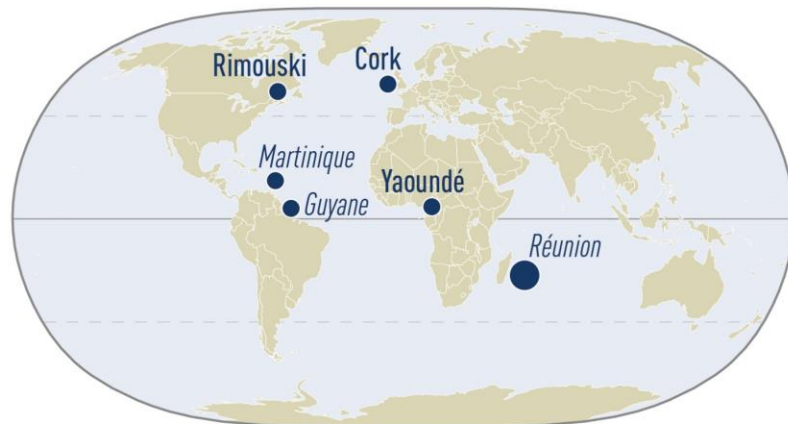 Rimouski
Cork
Martinique
Guyane
Yaoundé
Réunion